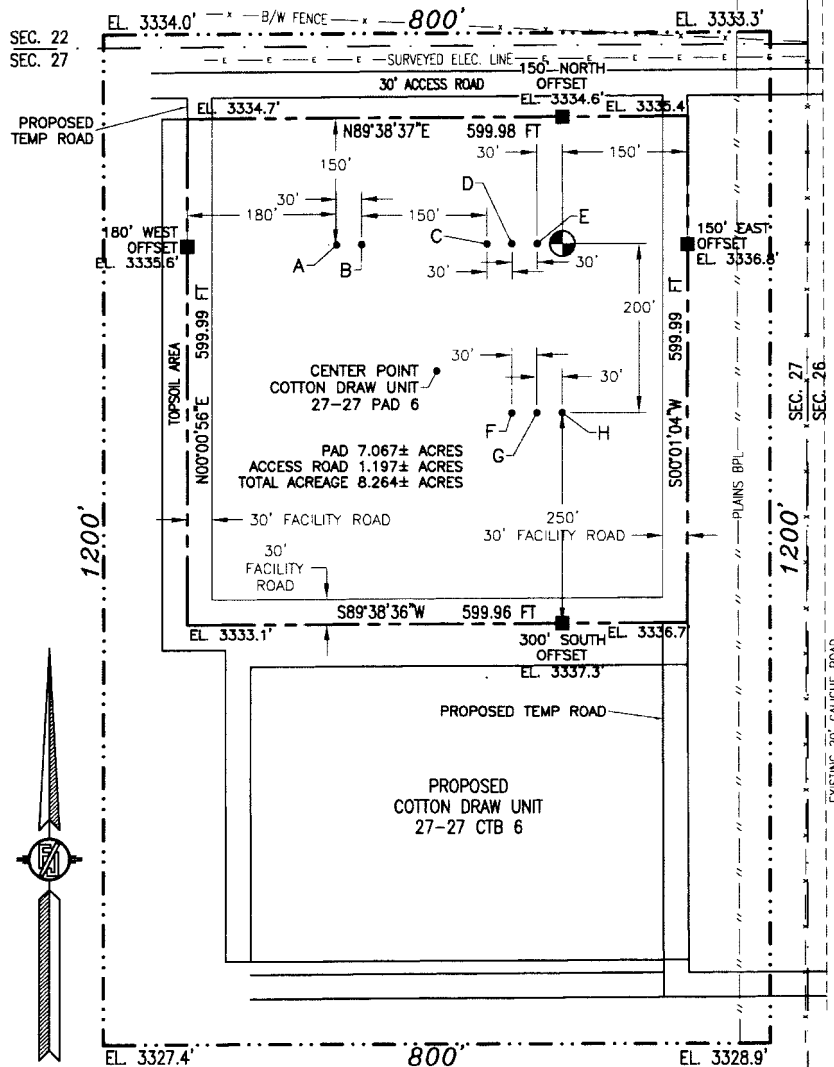 EL. 3334.0'
B/W FENCE
800'
EL. 3333.3'
SEC. 22
SEC. 27
SURVEYED ELEC. LINE
30' ACCESS ROAD
150' NORTH
OFFSET
EL. 3334.6'
EL. 3334.7'
EL. 3335.4'
PROPOSED
TEMP ROAD
N89°38'37"E 599.98 FT
150'
30'
150'
D
E
30'
180'
150'
180' WEST
OFFSET
EL. 3335.6'
A
B
C
30'
30'
150' EAST
OFFSET
EL. 3336.8'
200'
TOPSOIL AREA
N00°00'56"E 599.99 FT
S00°01'04"W 599.99 FT
SEC. 27
SEC. 26
CENTER POINT
COTTON DRAW UNIT
27-27 PAD 6
30'
30'
F
G
H
PAD 7.067± ACRES
ACCESS ROAD 1.197± ACRES
TOTAL ACREAGE 8.264± ACRES
PLAINS BPL
30' FACILITY ROAD
250'
30' FACILITY ROAD
30'
FACILITY
ROAD
1200'
1200'
S89°38'36"W 599.96 FT
EL. 3333.1'
EL. 3336.7
300' SOUTH
OFFSET
EL. 3337.3'
PROPOSED TEMP ROAD
EXISTING 20' CALICHE ROAD
PROPOSED
COTTON DRAW UNIT
27-27 CTB 6
EL. 3327.4'
800'
EL. 3328.9'